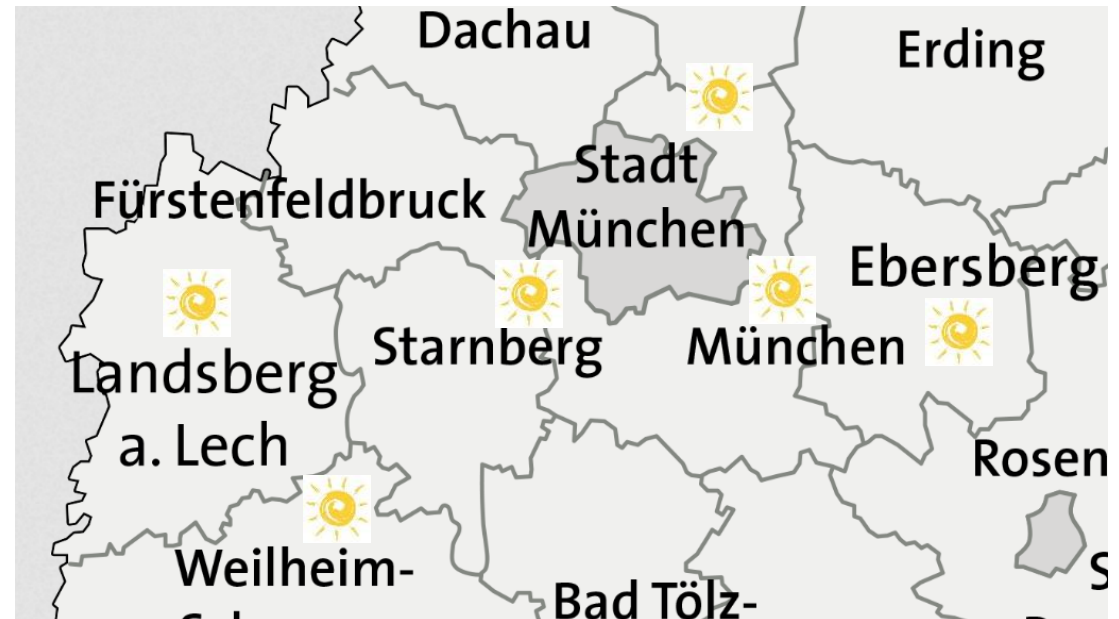 Dachau
Erding
Stadt
München
Fürstenfeldbruck
Ebersberg
Starnberg
München
Landsberg
a. Lech
Rosen
Weilheim-
Bad Tölz-
S